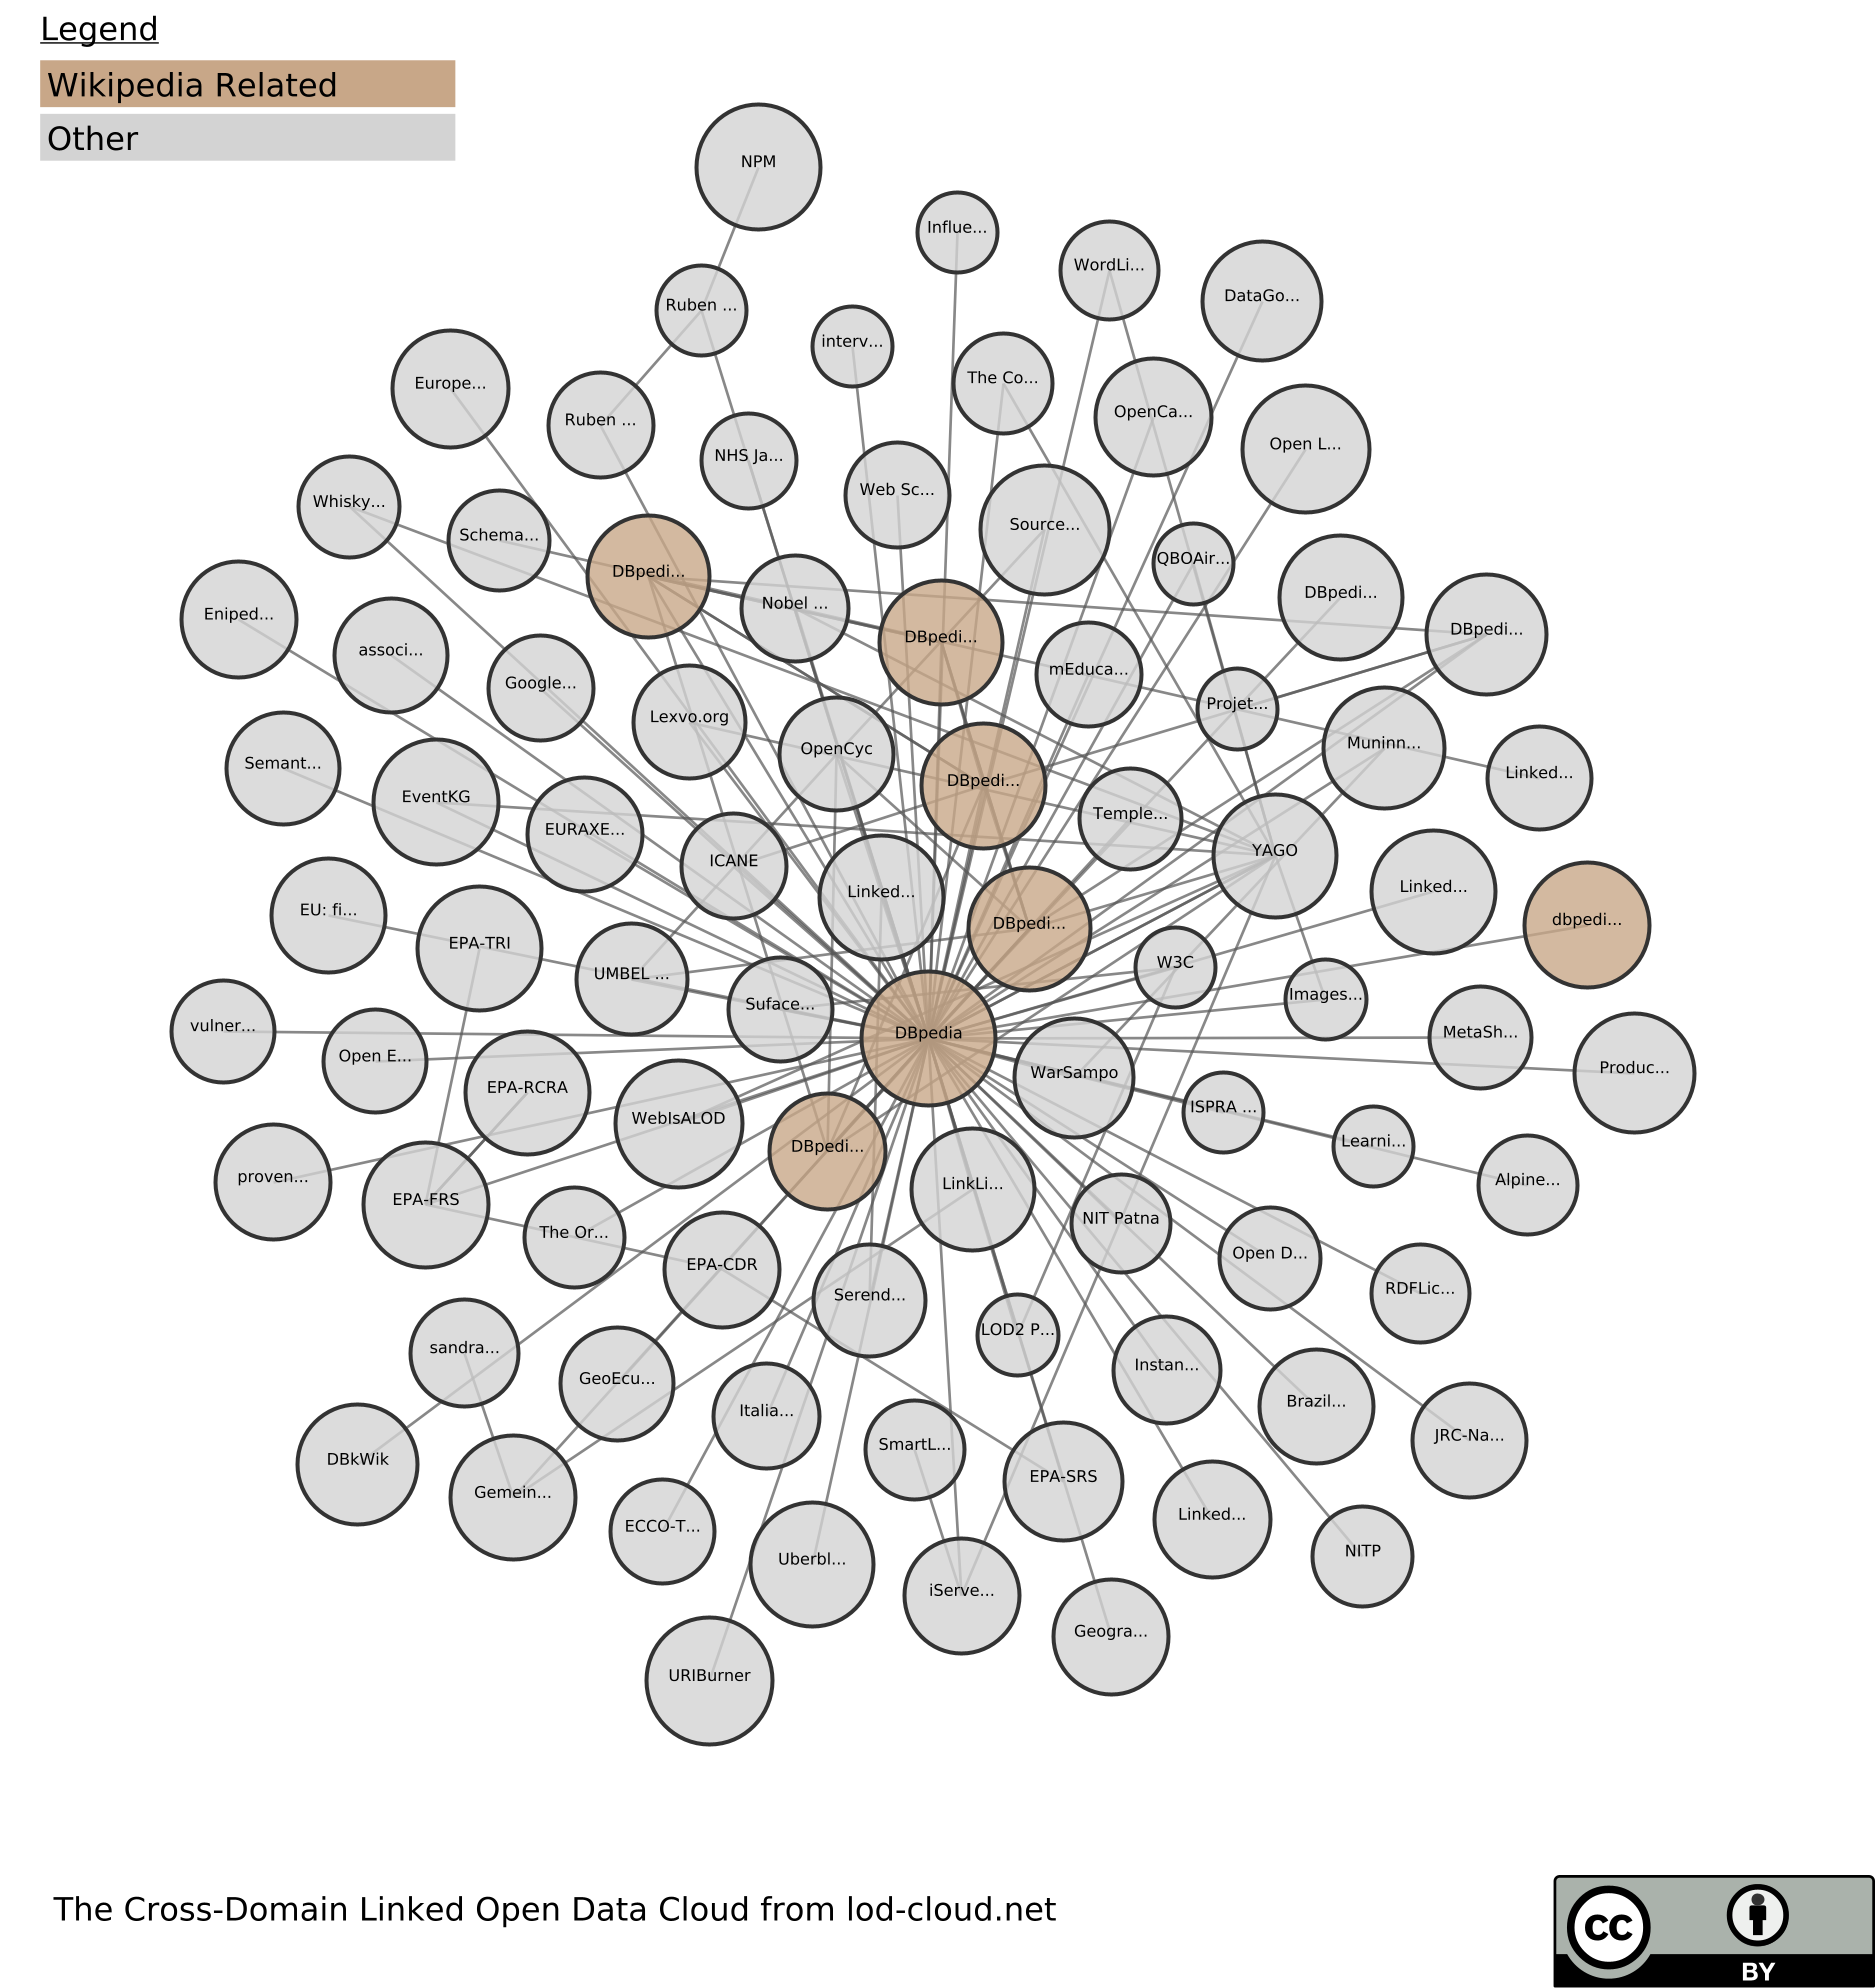 Legend
Wikipedia Related
Other
NPM
Influe...
WordLi...
DataGo...
Ruben ...
interv...
The Co...
Europe...
OpenCa...
Ruben ...
Open L...
NHS Ja...
Web Sc...
Whisky...
Source...
Schema...
QBOAir...
DBpedi...
DBpedi...
Nobel ...
Eniped...
DBpedi...
DBpedi...
associ...
mEduca...
Google...
Projet...
Lexvo.org
Muninn...
OpenCyc
Semant...
Linked...
DBpedi...
EventKG
Temple...
EURAXE...
YAGO
ICANE
Linked...
Linked...
EU: fi...
dbpedi...
DBpedi...
EPA-TRI
W3C
UMBEL ...
Images...
Suface...
vulner...
DBpedia
MetaSh...
Open E...
Produc...
WarSampo
EPA-RCRA
ISPRA ...
WebIsALOD
Learni...
DBpedi...
proven...
Alpine...
LinkLi...
EPA-FRS
NIT Patna
The Or...
Open D...
EPA-CDR
RDFLic...
Serend...
LOD2 P...
sandra...
Instan...
GeoEcu...
Brazil...
Italia...
JRC-Na...
SmartL...
DBkWik
EPA-SRS
Gemein...
Linked...
ECCO-T...
NITP
Uberbl...
iServe...
Geogra...
URIBurner
The Cross-Domain Linked Open Data Cloud from lod-cloud.net
cc
BY